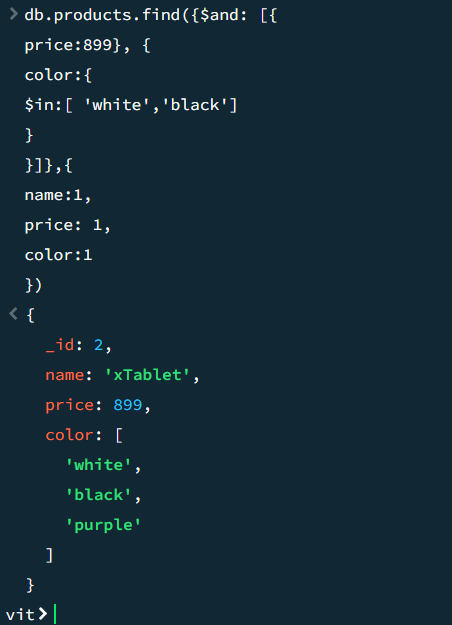 > db.products.find({$and: [{
price:899}, {
color:{
$in:[ 'white','black']
}
}]},{
name:1,
price: 1,
color:1
})
< {
_id: 2,
name: 'xTablet',
price: 899,
color: [
'white',
'black',
'purple'
]
}
vit>